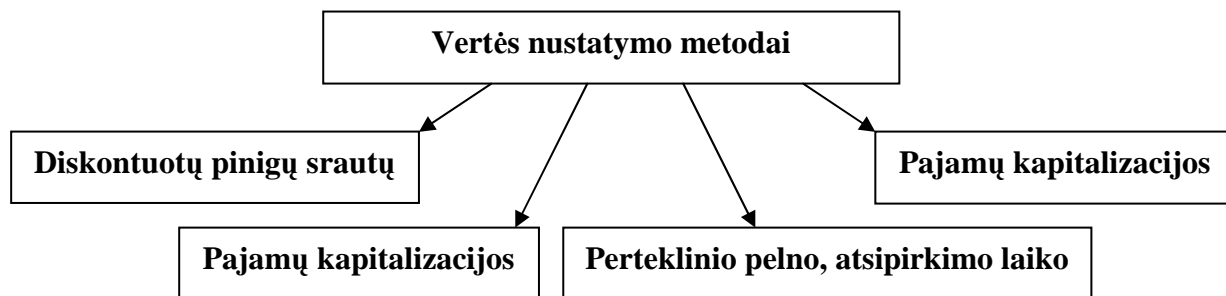 Vertės nustatymo metodai
Diskontuotų pinigų srautų
Pajamų kapitalizacijos
Pajamų kapitalizacijos
Perteklinio pelno, atsipirkimo laiko